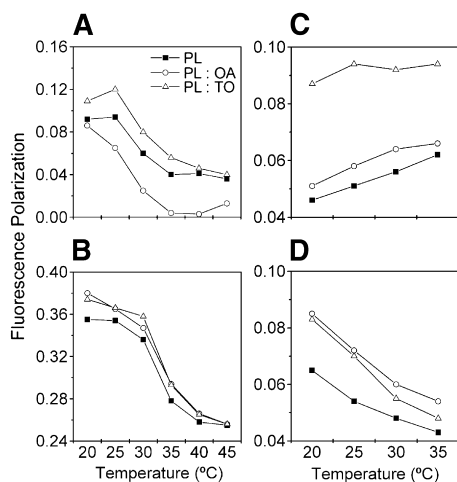 A
C
PL
PL : OA
PL : TO
0.16
0.12
0.08
0.04
0.00
0.10
0.08
0.06
0.04
Fluorescence Polarization
B
D
0.40
0.36
0.32
0.28
0.24
0.10
0.08
0.06
0.04
20 25 30 35 40 45
20 25 30 35
Temperature (ºC)
Temperature (ºC)